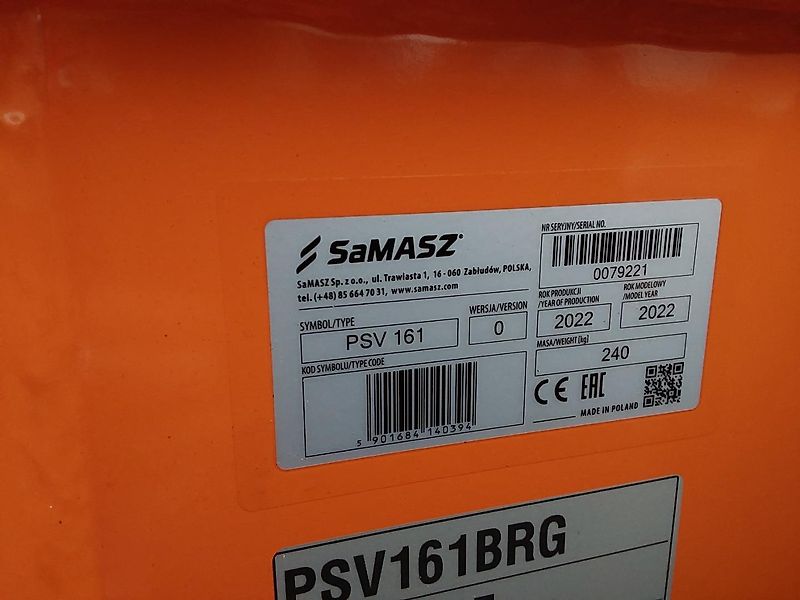 SaMASZ
SaMASZ Sp. z o.o., ul. Trawiasta 1, 16-060 Zabłudów, POLSKA,
tel. (+48) 85 664 70 31, www.samasz.com
SYMBOL/TYPE
PSV 161
WERSJA/VERSION
0
KOD SYMBOLU/TYPE CODE
5 901684 140394
NR SERYJNY/SERIAL NO.
0079221
ROK PRODUKCJI
/YEAR OF PRODUCTION
2022
ROK MODELOWY
/MODEL YEAR
2022
MASA/WEIGHT [kg]
240
CE EAC
MADE IN POLAND
PSV161BRG